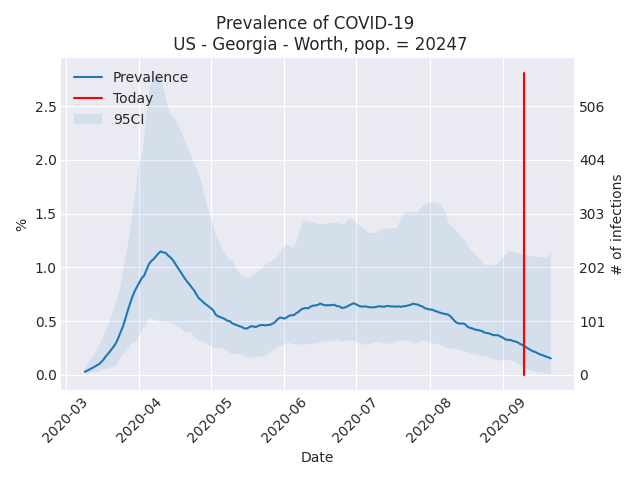 Prevalence of COVID-19
US - Georgia - Worth, pop. = 20247
Prevalence
Today
95CI
2.5
2.0
1.5
1.0
0.5
0.0
%
506
404
303
202
101
0
# of infections
2020-03
2020-04
2020-05
2020-06
2020-07
2020-08
2020-09
Date